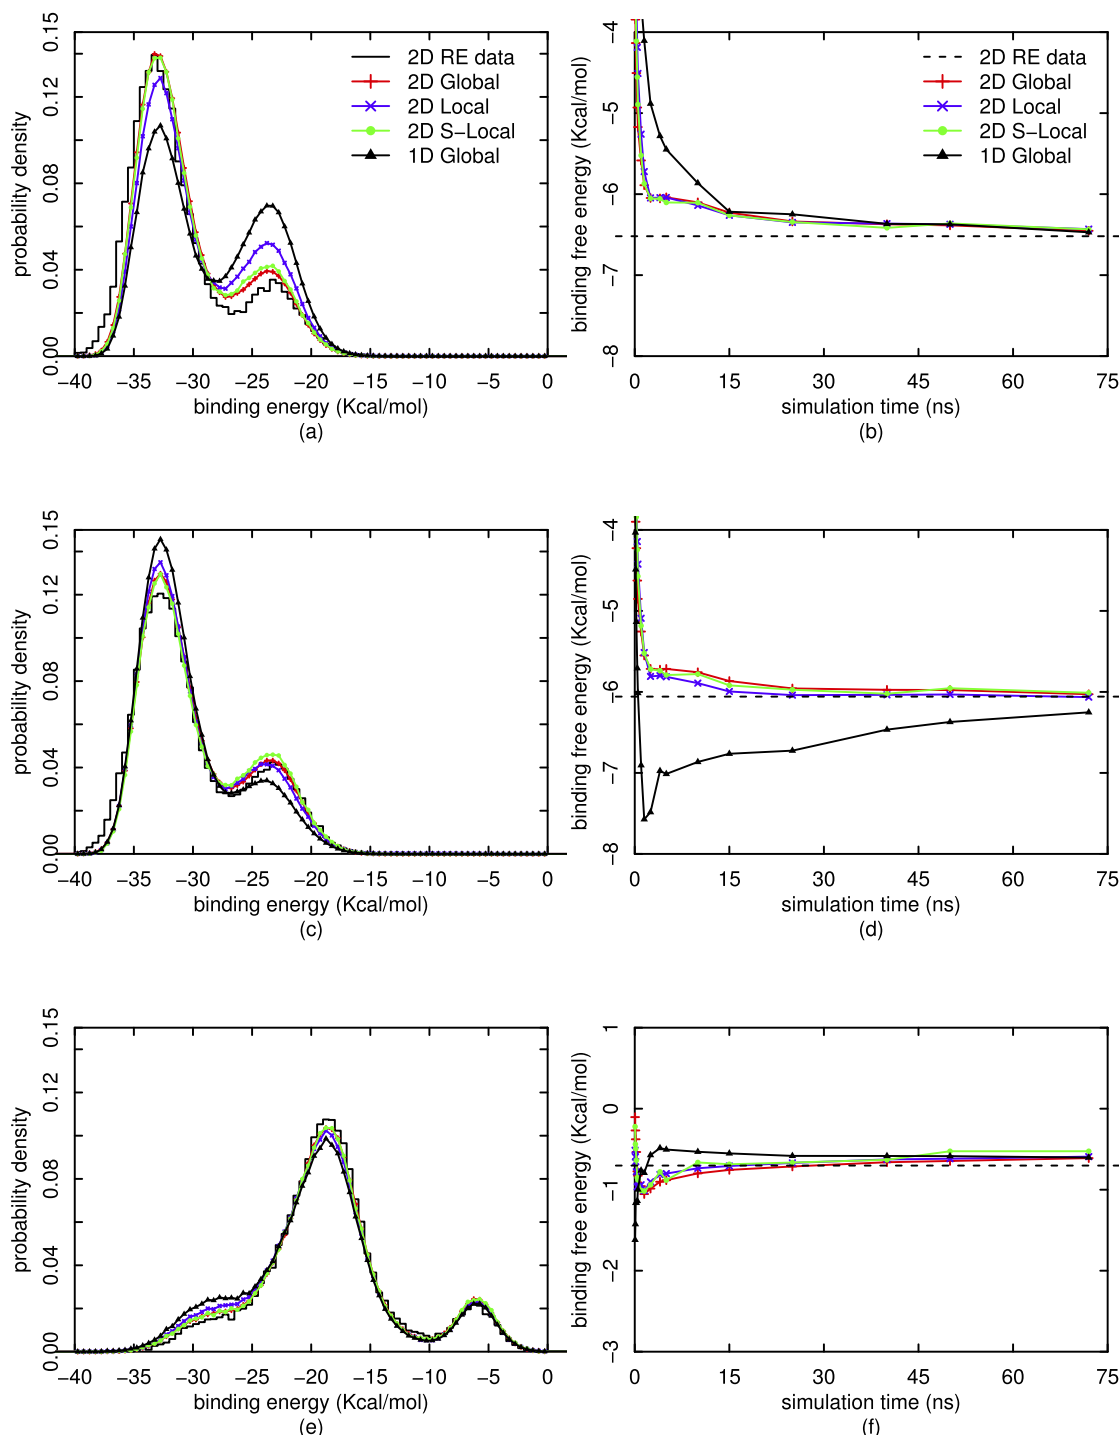 probability density
0.00 0.04 0.08 0.12 0.15
2D RE data
2D Global
2D Local
2D S−Local
1D Global
−40 −35 −30 −25 −20 −15 −10 −5 0
binding energy (Kcal/mol)
(a)
binding free energy (Kcal/mol)
−8 −7 −6 −5 −4
2D RE data
2D Global
2D Local
2D S−Local
1D Global
0 15 30 45 60 75
simulation time (ns)
(b)
probability density
0.00 0.04 0.08 0.12 0.15
−40 −35 −30 −25 −20 −15 −10 −5 0
binding energy (Kcal/mol)
(c)
binding free energy (Kcal/mol)
−8 −7 −6 −5 −4
0 15 30 45 60 75
simulation time (ns)
(d)
probability density
0.00 0.04 0.08 0.12 0.15
−40 −35 −30 −25 −20 −15 −10 −5 0
binding energy (Kcal/mol)
(e)
binding free energy (Kcal/mol)
−3 −2 −1 0 1
0 15 30 45 60 75
simulation time (ns)
(f)